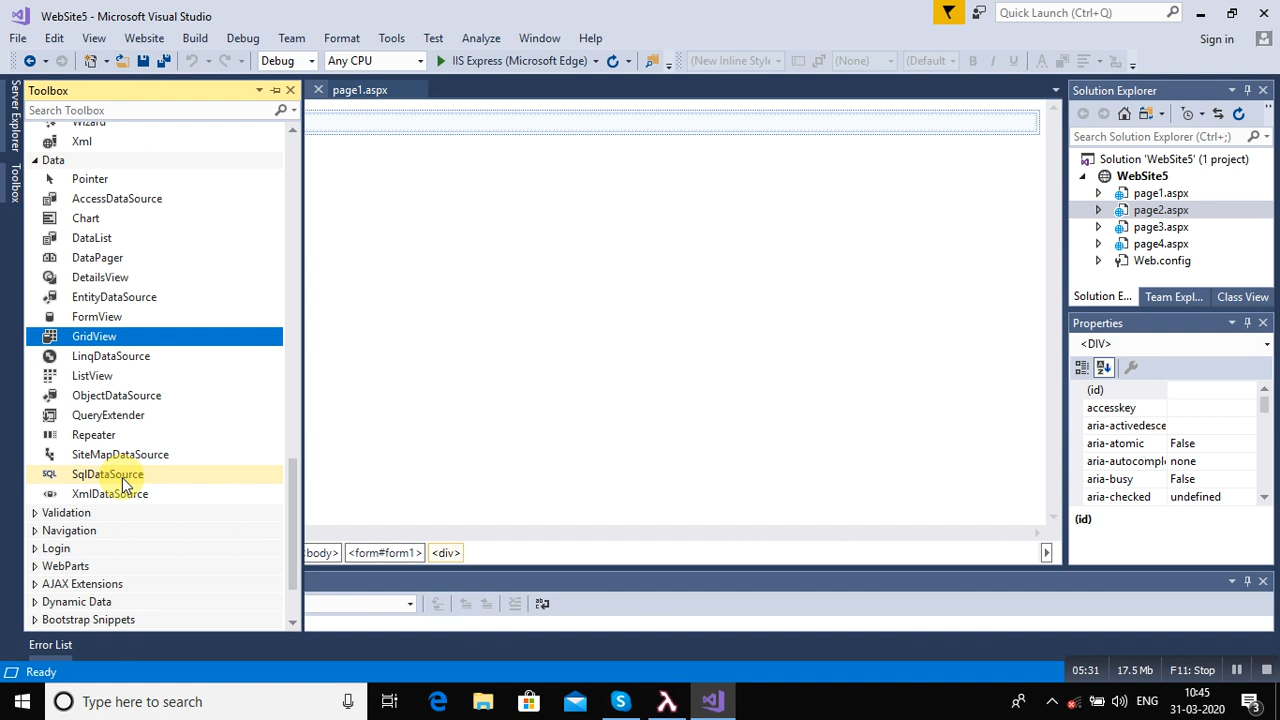 WebSite5 - Microsoft Visual Studio
Quick Launch (Ctrl+Q)
File Edit View Website Build Debug Team Format Tools Test Analyze Window Help
Sign in
Debug Any CPU IIS Express (Microsoft Edge) (New Inline Style (None) (Default B I U A
Server Explorer
Toolbox
Toolbox
Search Toolbox
Wizard
Xml
Data
Pointer
AccessDataSource
Chart
DataList
DataPager
DetailsView
EntityDataSource
FormView
GridView
LinqDataSource
ListView
ObjectDataSource
QueryExtender
Repeater
SiteMapDataSource
SQL SqlDataSource
XmlDataSource
Validation
Navigation
Login
WebParts
AJAX Extensions
Dynamic Data
Bootstrap Snippets
page1.aspx
<body> <form#form1> <div>
Solution Explorer
Search Solution Explorer (Ctrl+;)
Solution 'WebSite5' (1 project)
WebSite5
page1.aspx
page2.aspx
page3.aspx
page4.aspx
Web.config
Solution E... Team Expl... Class View
Properties
<DIV>
(id)
accesskey
aria-activedesce
aria-atomic False
aria-autocomple none
aria-busy False
aria-checked undefined
(id)
Error List
Ready
05:31 17.5 Mb F11: Stop
Type here to search
ENG
10:45
31-03-2020
3